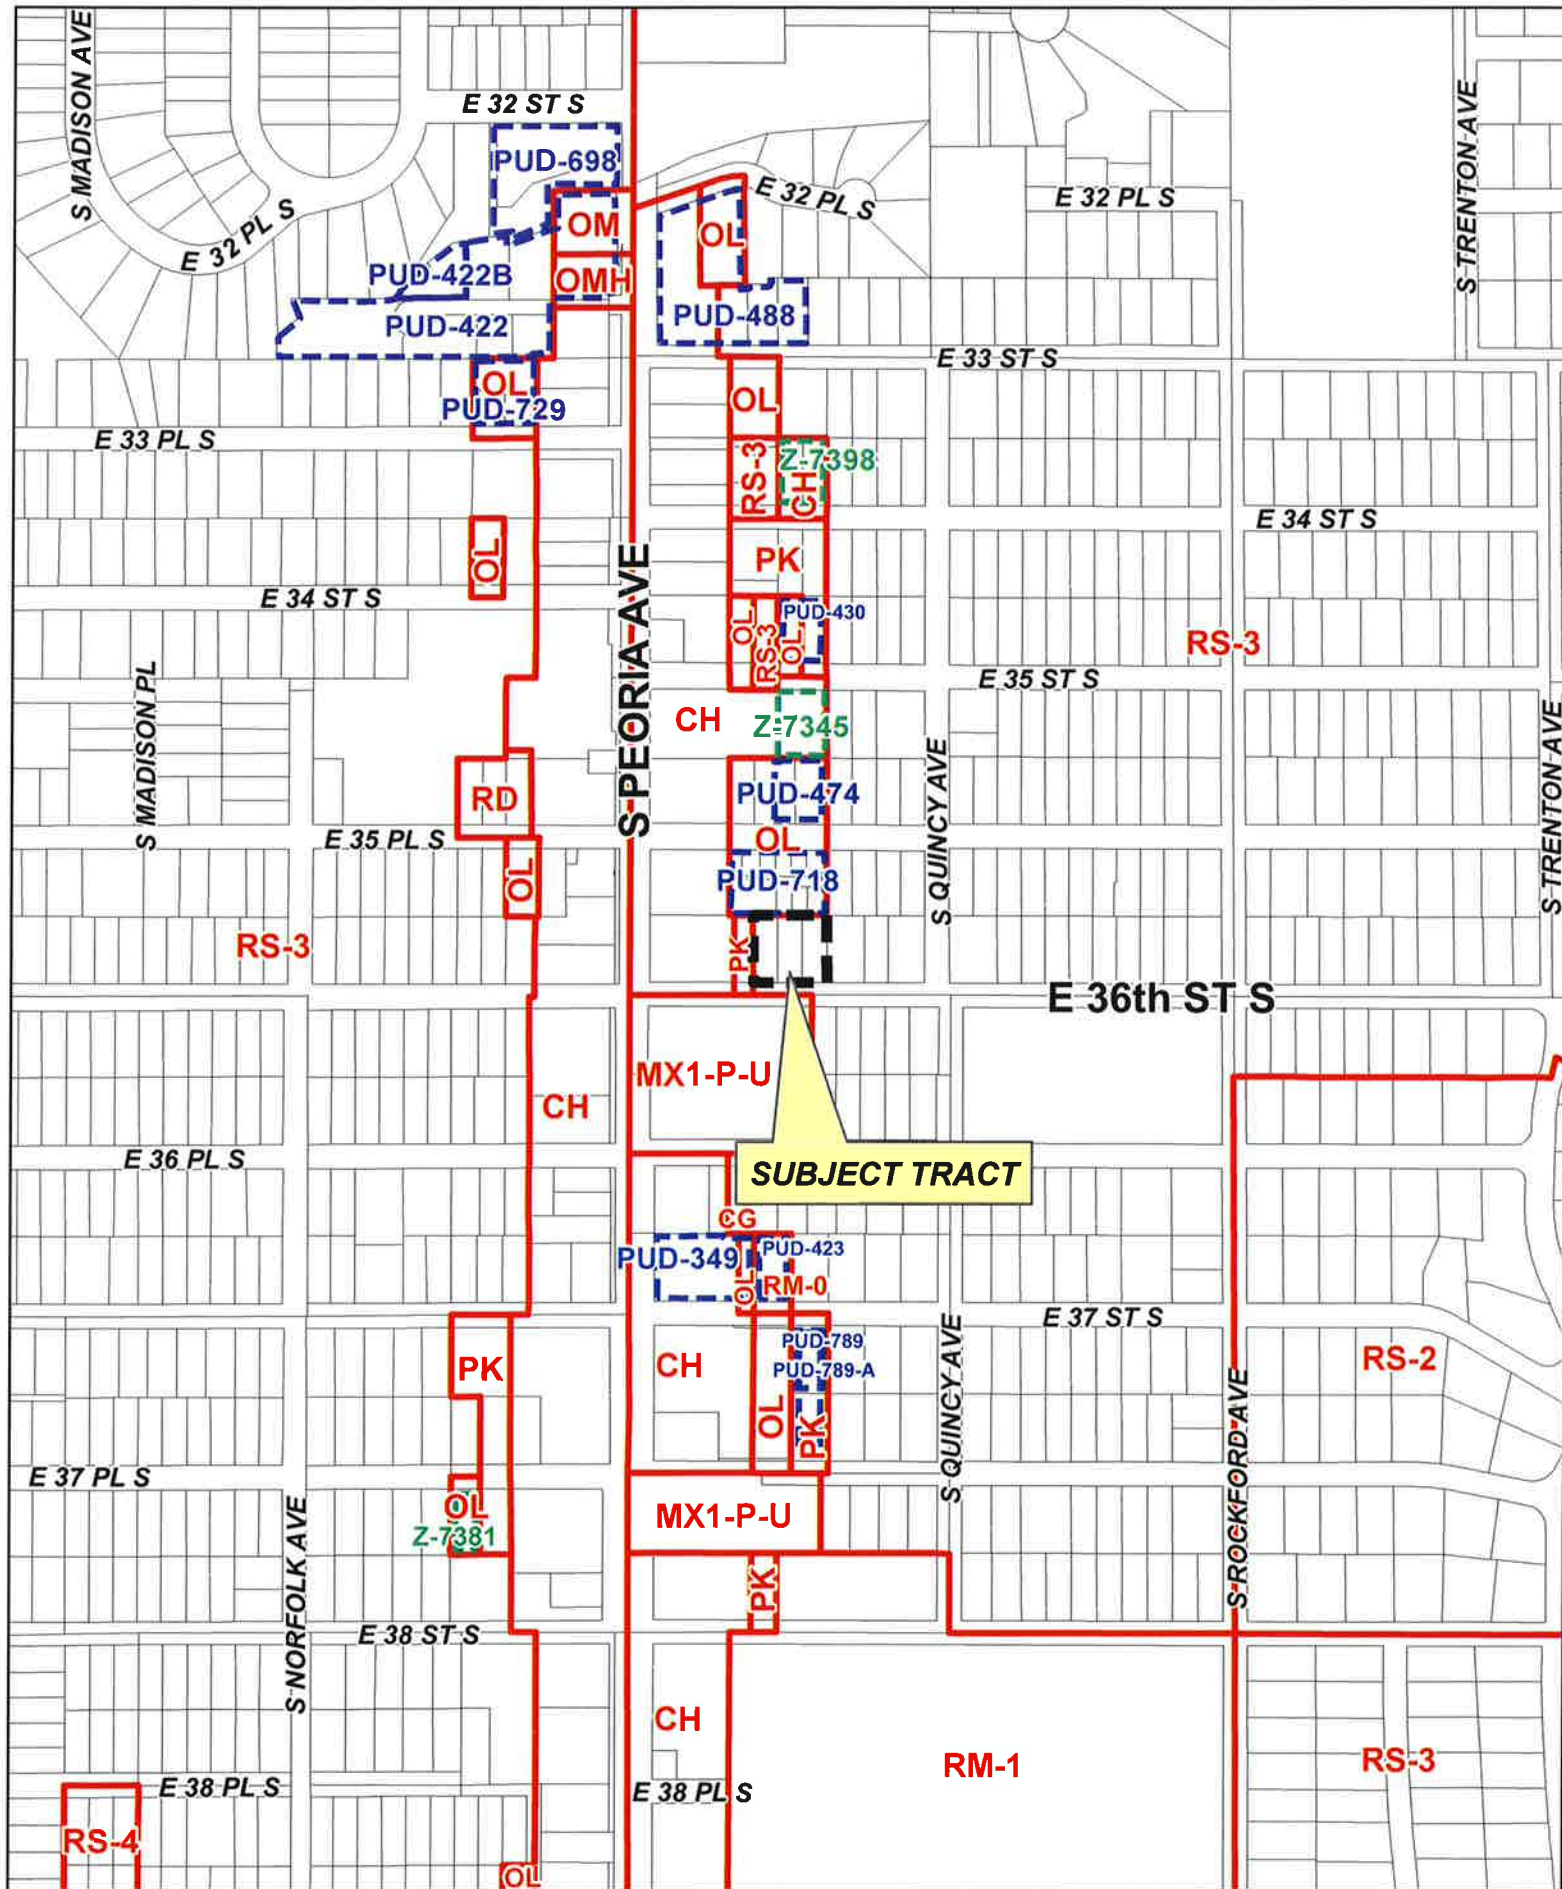 S MADISON AVE
E 32 ST S
S TRENTON AVE
PUD-698
E 32 PL S
E 32 PL S
E 32 PL S
OM
OL
PUD-422B
OMH
PUD-422
PUD-488
E 33 ST S
OL
PUD-729
OL
E 33 PL S
RS-3
Z-7398
CH
E 34 ST S
OL
PK
E 34 ST S
S PEORIA AVE
OL
RS-3
OL
PUD-430
RS-3
E 35 ST S
S MADISON PL
CH
Z-7345
S QUINCY AVE
S TRENTON AVE
RD
PUD-474
E 35 PL S
OL
OL
PUD-718
RS-3
PK
E 36th ST S
MX1-P-U
CH
E 36 PL S
SUBJECT TRACT
CG
PUD-349
OL
PUD-423
RM-0
E 37 ST S
PUD-789
PUD-789-A
PK
CH
OL
PK
S QUINCY AVE
S ROCKFORD AVE
RS-2
E 37 PL S
OL
Z-7381
MX1-P-U
S NORFOLK AVE
PK
E 38 ST S
CH
RM-1
RS-3
E 38 PL S
E 38 PL S
RS-4
OL